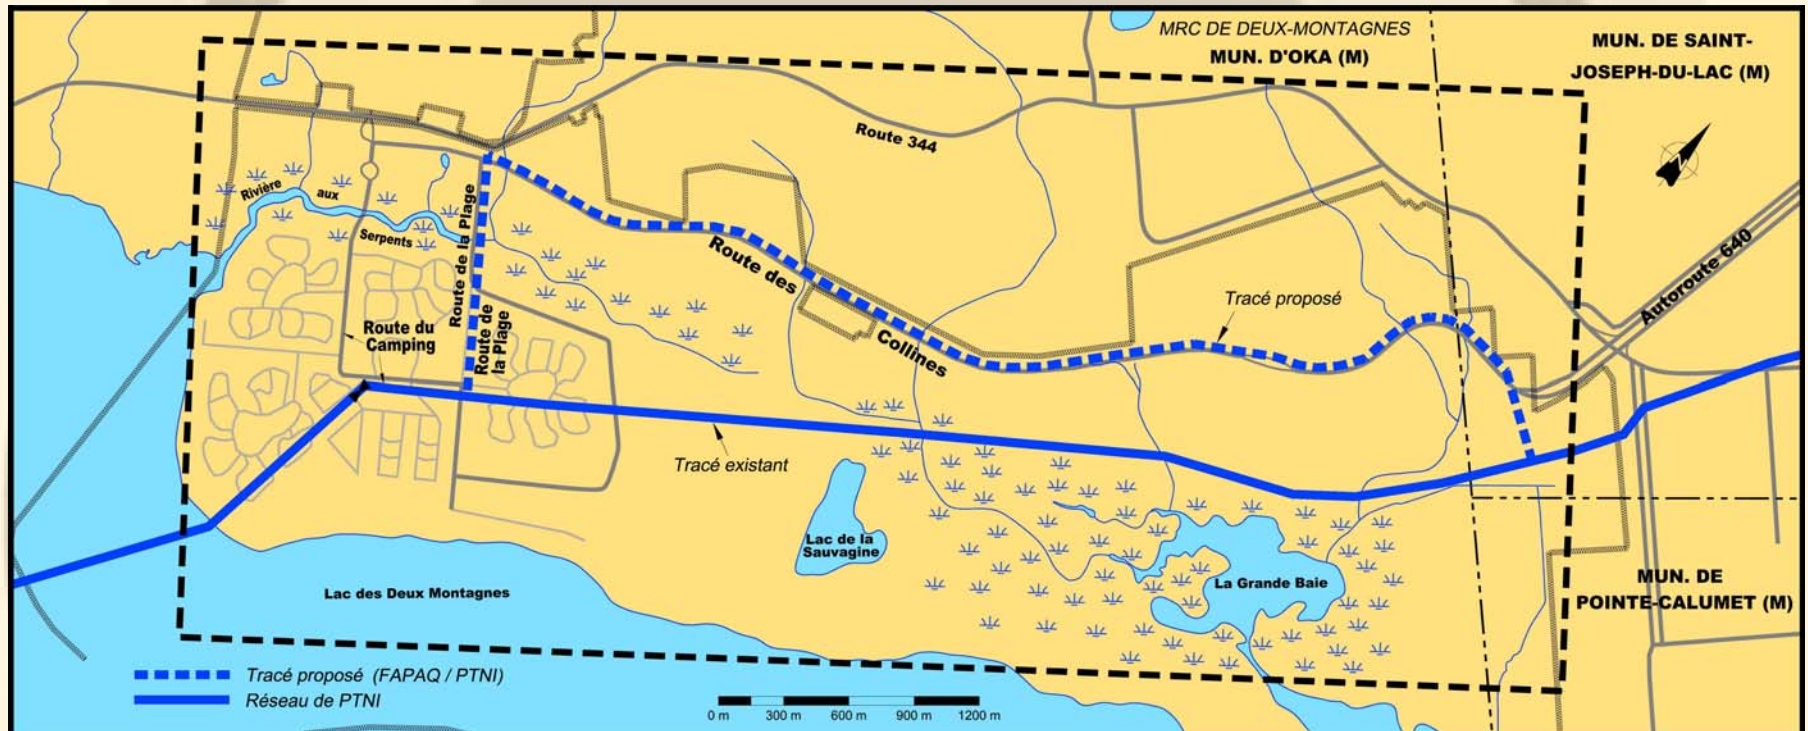 MRC DE DEUX-MONTAGNES
MUN. D'OKA (M)
MUN. DE SAINT-
JOSEPH-DU-LAC (M)
N
Route 344
Rivière
aux
Serpents
Route de la Plage
Route de
la Plage
Route des
Collines
Tracé proposé
Autoroute 640
Route du
Camping
Tracé existant
Lac de la
Sauvagine
La Grande Baie
Lac des Deux Montagnes
MUN. DE
POINTE-CALUMET (M)
Tracé proposé (FAPAQ / PTNI)
Réseau de PTNI
0 m 300 m 600 m 900 m 1200 m